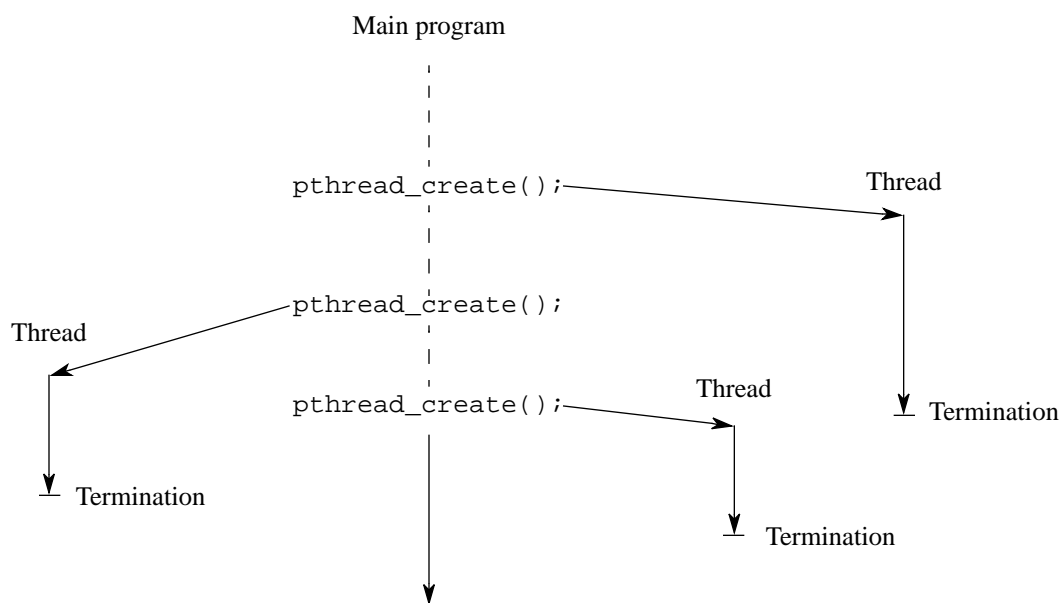 Main program
pthread_create();
Thread
pthread_create();
Thread
pthread_create();
Thread
Termination
Termination
Termination